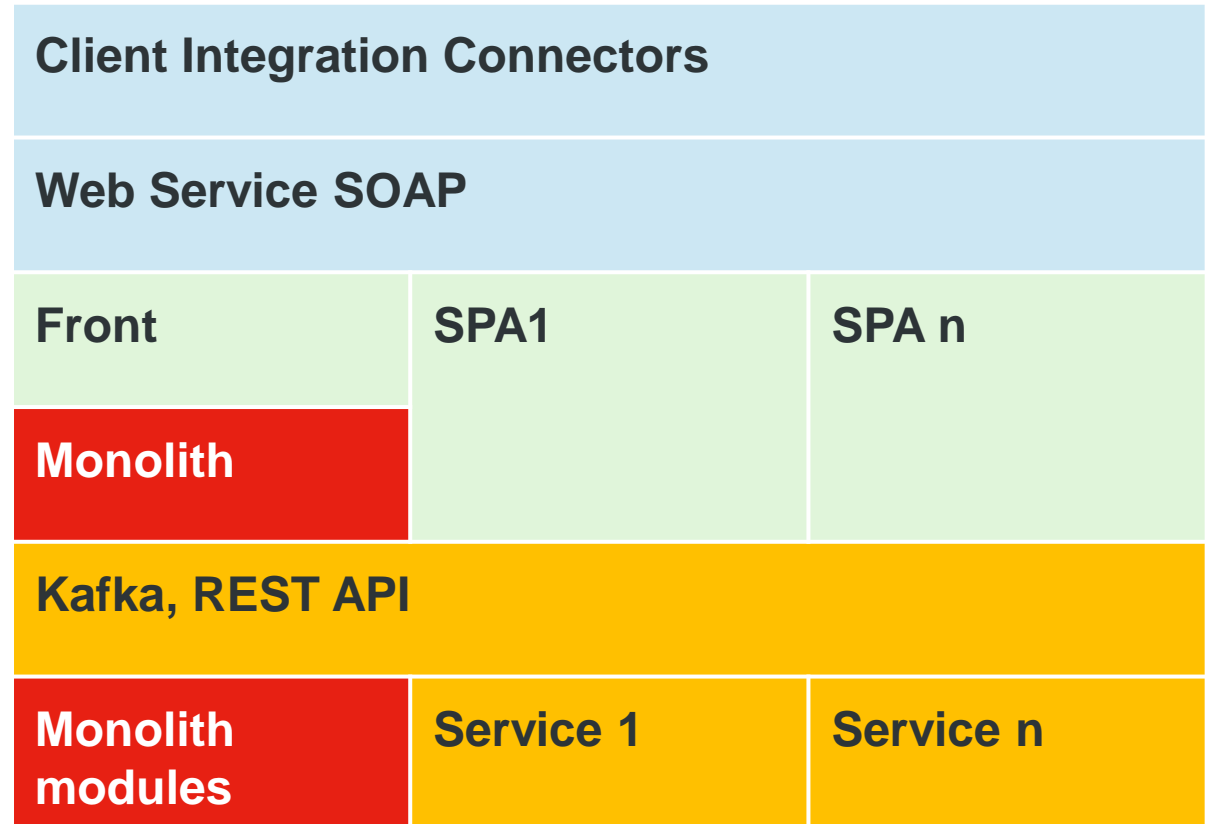 Client Integration Connectors
Web Service SOAP
Front
SPA1
SPA n
Monolith
Kafka, REST API
Monolith
modules
Service 1
Service n